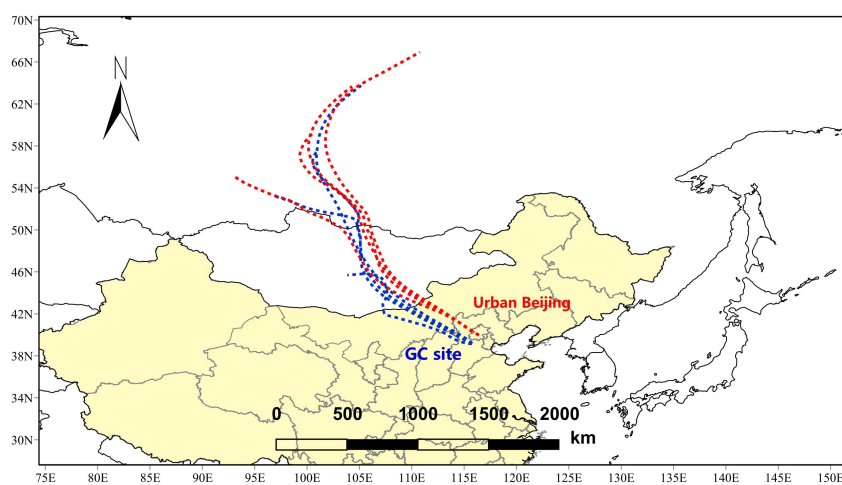 70N
66N
N
62N
58N
54N
50N
46N
Urban Beijing
42N
GC site
38N
34N
0 500 1000 1500 2000
km
30N
75E 80E 85E 90E 95E 100E 105E 110E 115E 120E 125E 130E 135E 140E 145E 150E